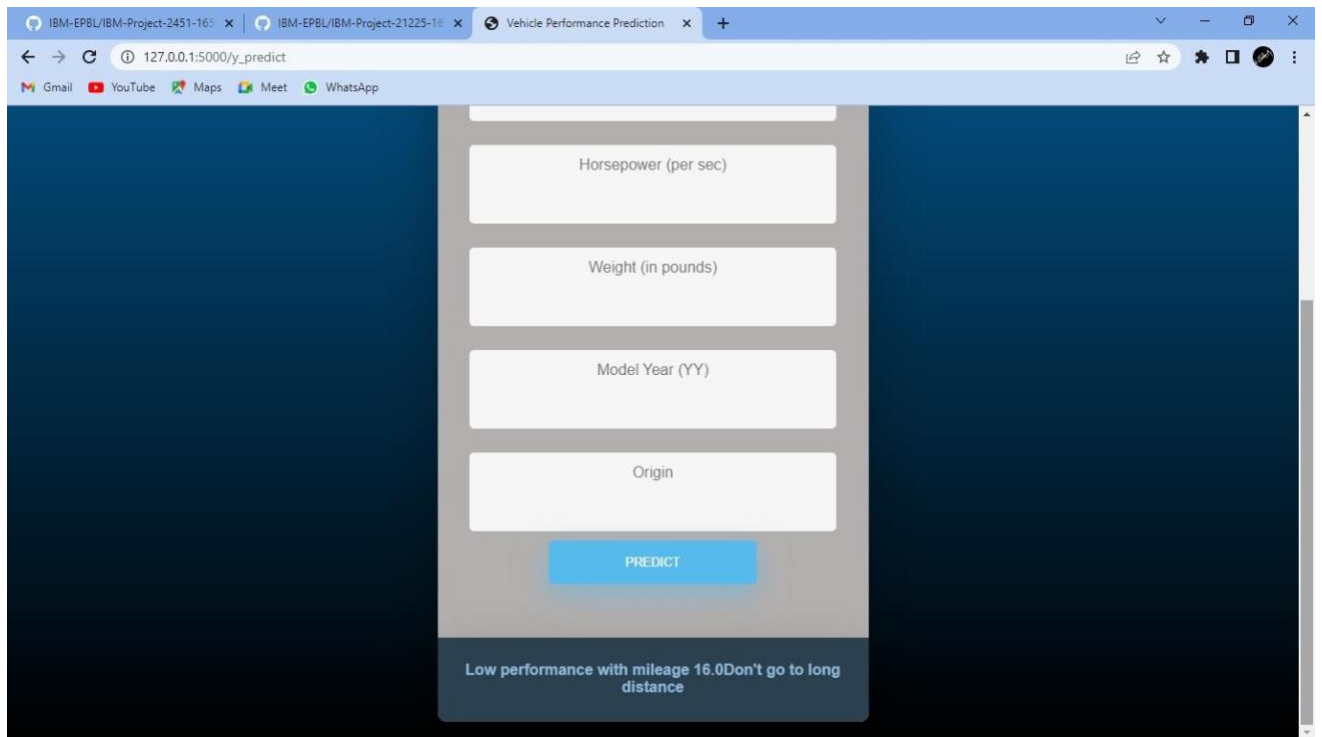 IBM-EPBL/IBM-Project-2451-165
IBM-EPBL/IBM-Project-21225-16
Vehicle Performance Prediction
127.0.0.1:5000/y_predict
Gmail
YouTube
Maps
Meet
WhatsApp
Horsepower (per sec)
Weight (in pounds)
Model Year (YY)
Origin
PREDICT
Low performance with mileage 16.0Don't go to long
distance